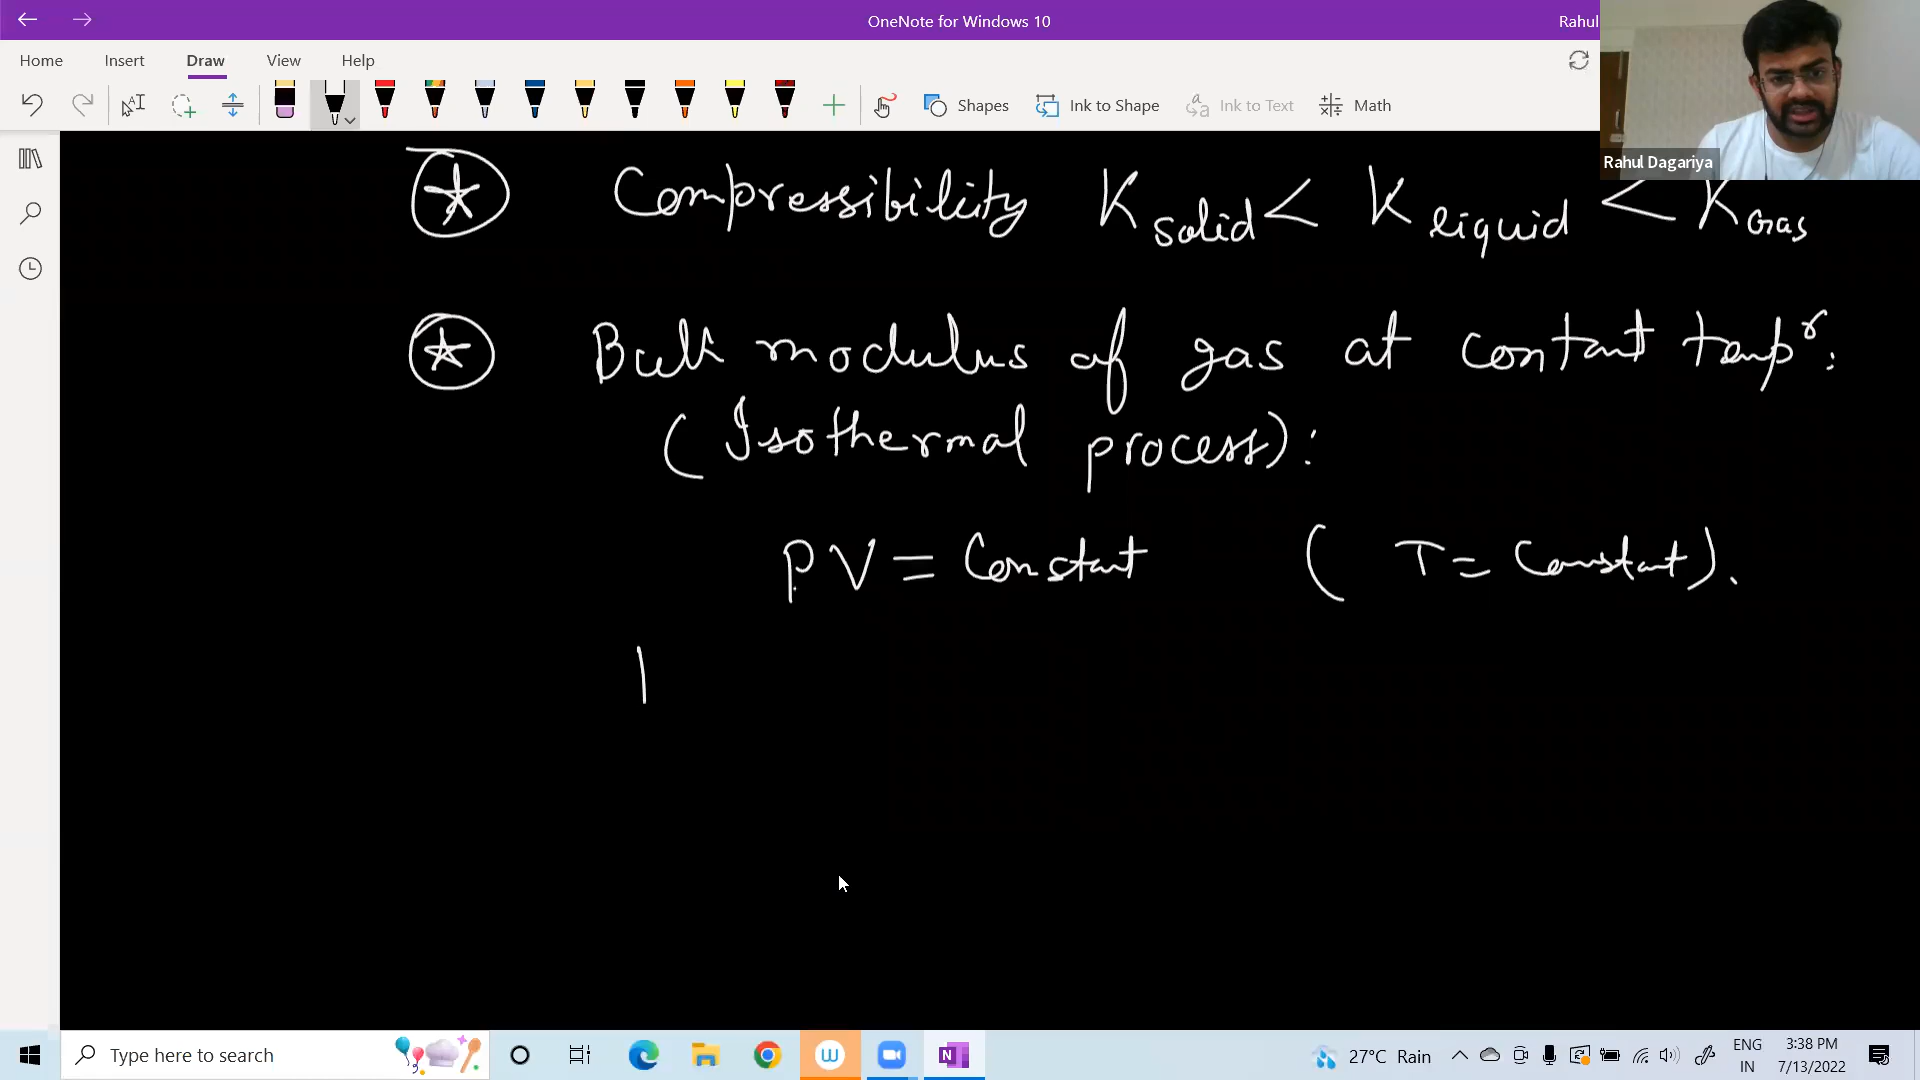 OneNote for Windows 10
Rahul
Home Insert Draw View Help
Shapes Ink to Shape Ink to Text Math
Rahul Dagariya
Compressibility K solid < K liquid < K Gas
Bulk modulus of gas at contant tempr:
(Isothermal process):
PV = Constant ( T = Constant).
Type here to search
27°C Rain
ENG
IN
3:38 PM
7/13/2022